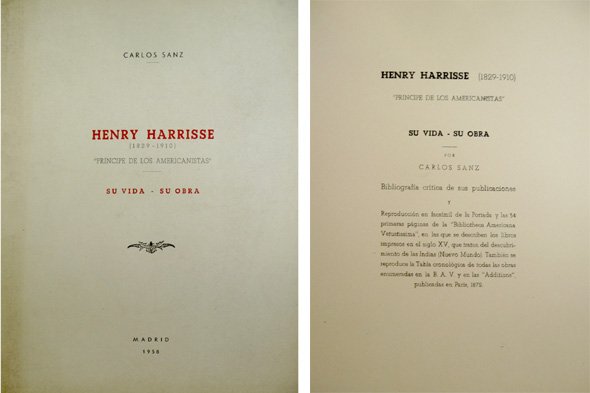 CARLOS SANZ
HENRY HARRISSE
(1829-1910)
"PRINCIPE DE LOS AMERICANISTAS"
SU VIDA - SU OBRA
MADRID
1958
HENRY HARRISSE (1829-1910)
"PRINCIPE DE LOS AMERICANISTAS"
SU VIDA - SU OBRA
POR
CARLOS SANZ
Bibliografía crítica de sus publicaciones
Y
Reproducción en facsímil de la Portada y las 54
primeras páginas de la "Bibliotheca Americana
Vetustissima", en las que se describen los libros
impresos en el siglo XV, que tratan del descubri-
miento de las Indias (Nuevo Mundo). También se
reproduce la Tabla cronológica de todas las obras
enumeradas en la B. A. V. y en las "Additions",
publicadas en: París, 1872.